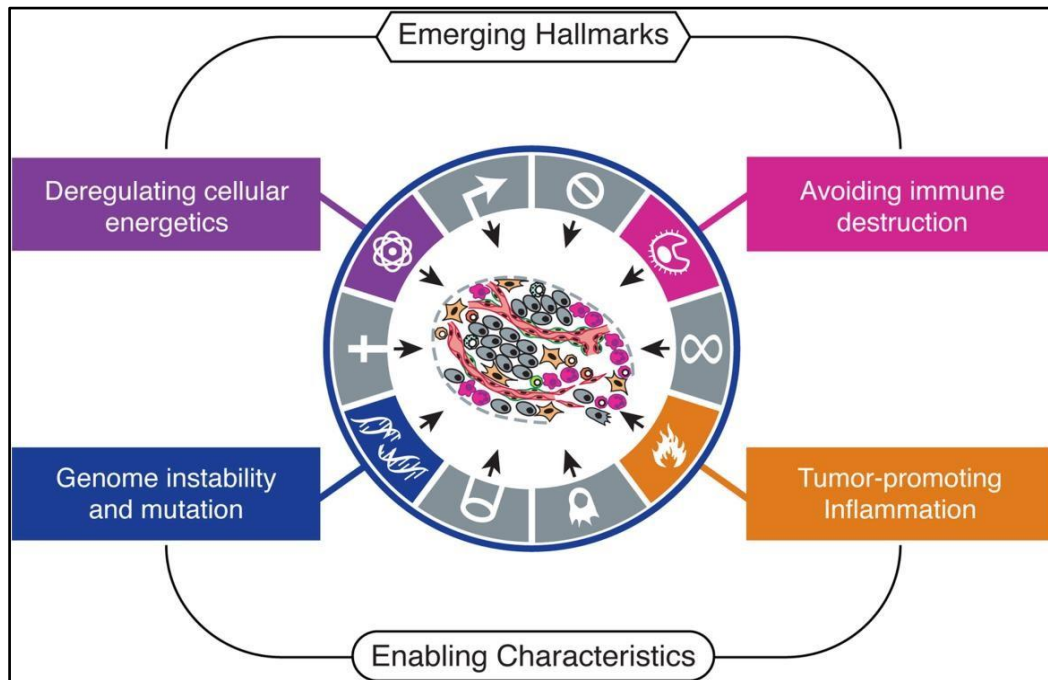 Emerging Hallmarks
Deregulating cellular
energetics
Avoiding immune
destruction
Genome instability
and mutation
Tumor-promoting
Inflammation
Enabling Characteristics